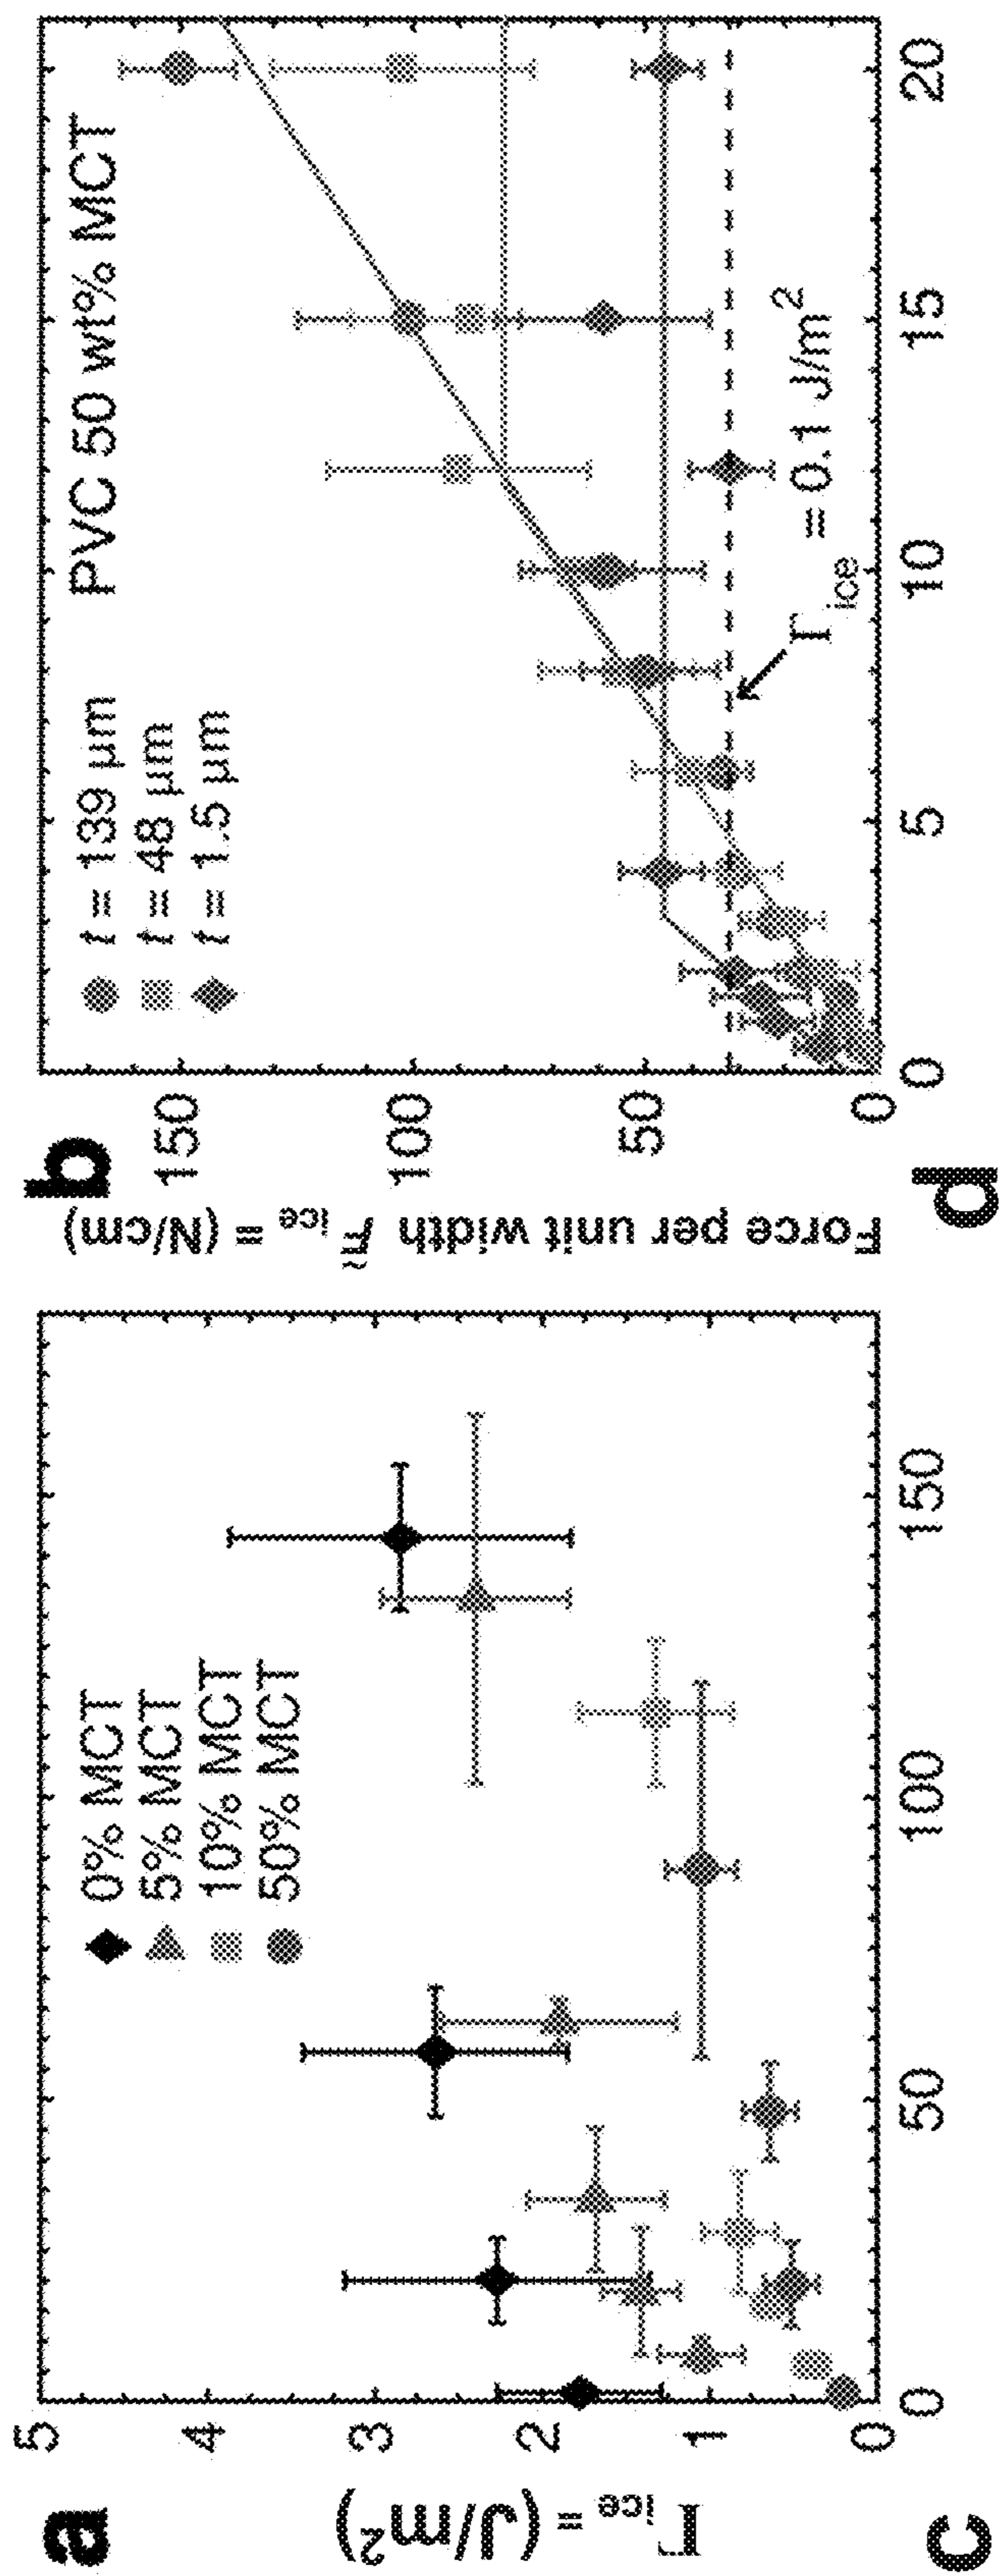 a
5
4
3
2
1
0
Γice = (J/m²)
0% MCT
5% MCT
10% MCT
50% MCT
0
50
100
150
b
150
100
50
0
Force per unit width F̃ice = (N/cm)
t = 139 μm
t = 48 μm
t = 1.5 μm
PVC 50 wt% MCT
Γice = 0.1 J/m²
0
5
10
15
20
c
d